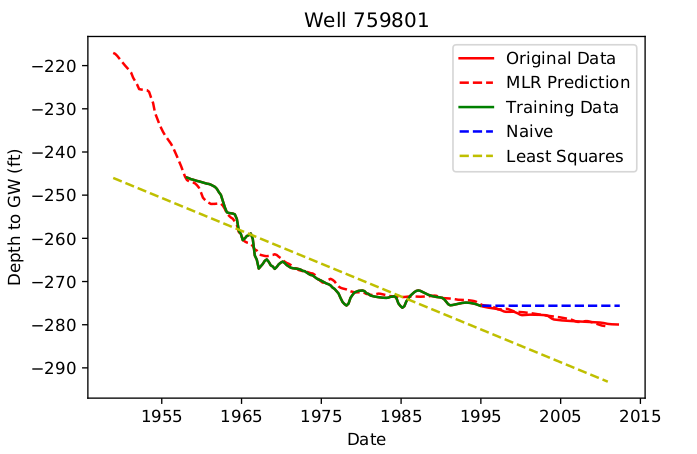 Well 759801
Original Data
MLR Prediction
Training Data
Naive
Least Squares
Depth to GW (ft)
−220
−230
−240
−250
−260
−270
−280
−290
1955 1965 1975 1985 1995 2005 2015
Date